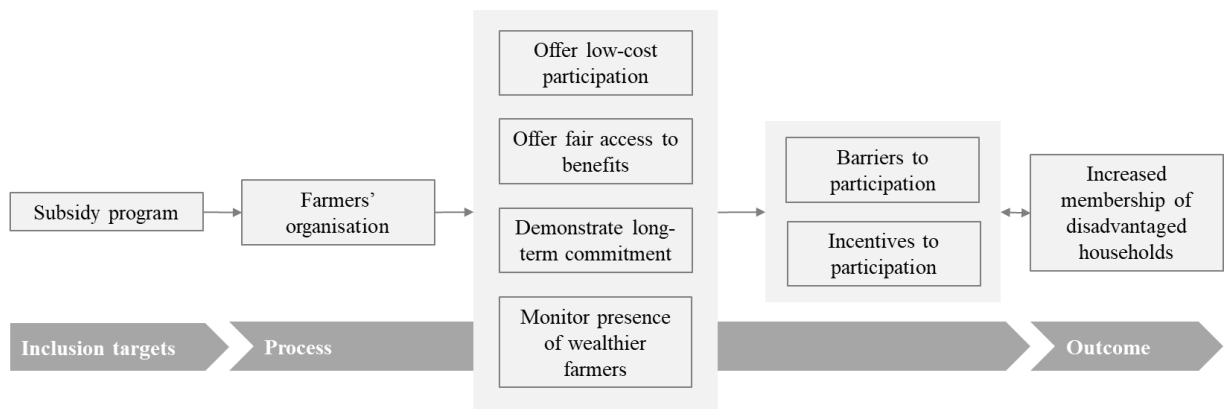 Subsidy program
Farmers'
organisation
Offer low-cost
participation
Offer fair access to
benefits
Demonstrate long-
term commitment
Monitor presence
of wealthier
farmers
Barriers to
participation
Incentives to
participation
Increased
membership of
disadvantaged
households
Inclusion targets
Process
Outcome